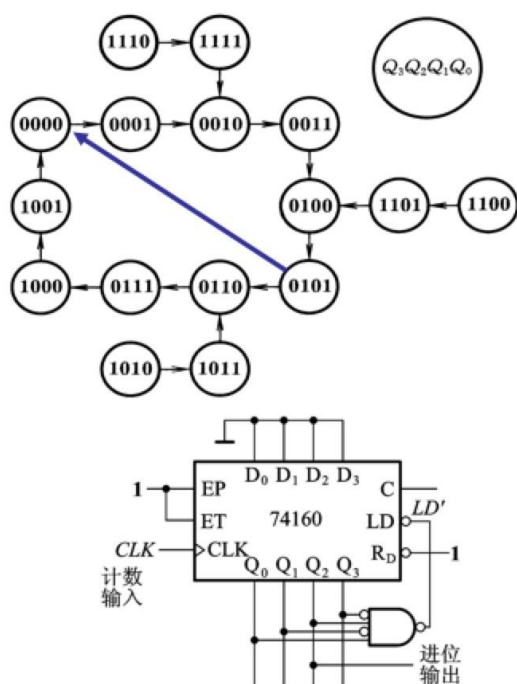 1110 1111
Q₃Q₂Q₁Q₀
0000 0001 0010 0011
1001 0100 1101 1100
1000 0111 0110 0101
1010 1011
D₀ D₁ D₂ D₃
1 EP C
LD'
ET 74160 LD
CLK CLK R_D 1
计数
输入
Q₀ Q₁ Q₂ Q₃
进位
输出